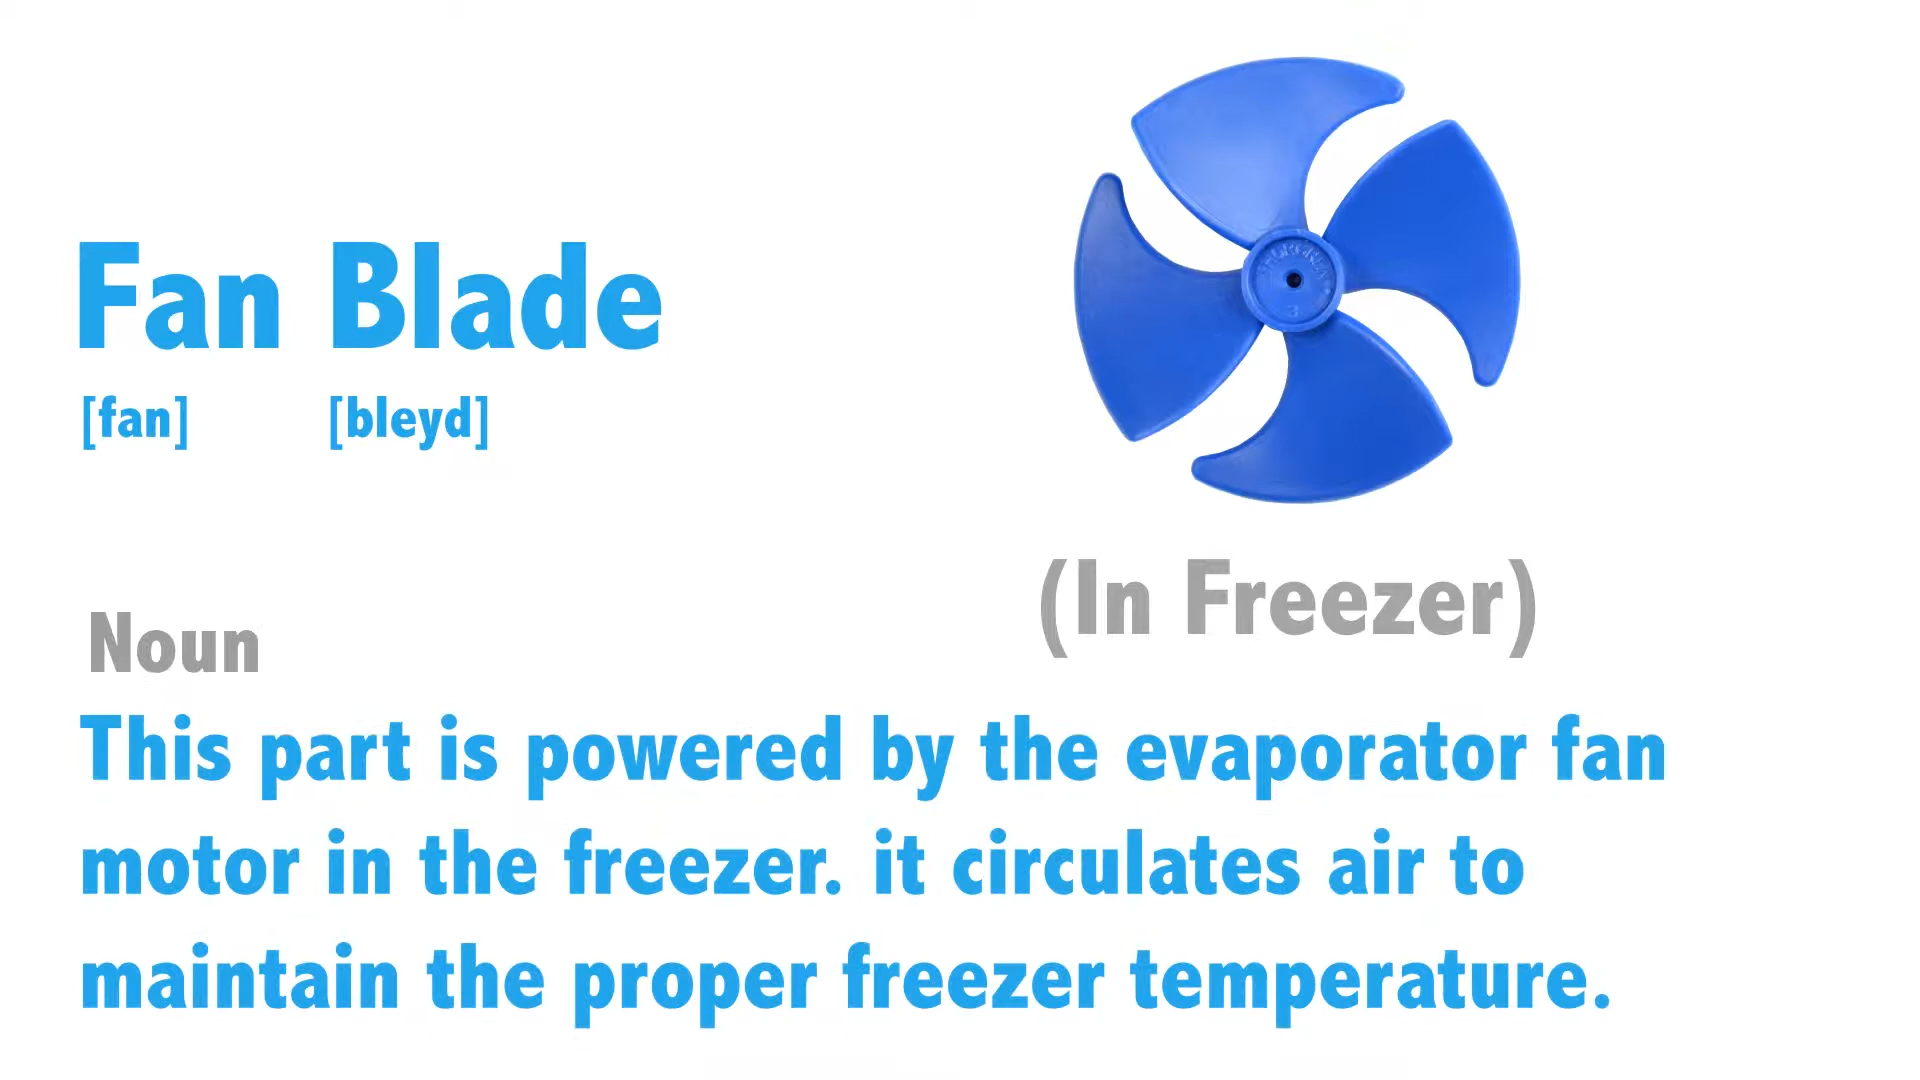 Fan Blade
[fan] [bleyd]
(In Freezer)
Noun
This part is powered by the evaporator fan
motor in the freezer. it circulates air to
maintain the proper freezer temperature.
3